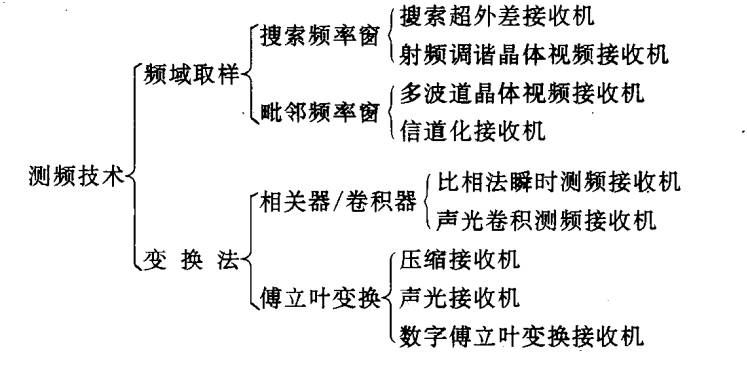 搜索超外差接收机
搜索频率窗
射频调谐晶体视频接收机
频域取样
多波道晶体视频接收机
毗邻频率窗
信道化接收机
测频技术
比相法瞬时测频接收机
相关器/卷积器
声光卷积测频接收机
变换法
压缩接收机
傅立叶变换
声光接收机
数字傅立叶变换接收机